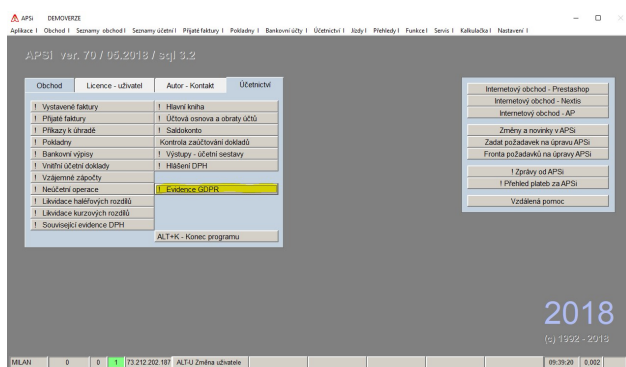 APSi DEMOVERZE
Aplikace I Obchod I Seznamy obchod I Seznamy účetní I Přijaté faktury I Pokladny I Bankovní účty I Účetnictví I Jízdy I Přehledy I Funkce I Servis I Kalkulačka I Nastavení I
APSi ver. 70 / 05.2018 / sql 3.2
Obchod Licence - uživatel Autor - Kontakt Účetnictví
! Vystavené faktury
! Přijaté faktury
! Příkazy k úhradě
! Pokladny
! Bankovní výpisy
! Vnitřní účetní doklady
! Vzájemné zápočty
! Neúčetní operace
! Likvidace haléřových rozdílů
! Likvidace kurzových rozdílů
! Související evidence DPH
! Hlavní kniha
! Účtová osnova a obraty účtů
! Saldokonto
Kontrola zaúčtování dokladů
! Výstupy - účetní sestavy
! Hlášení DPH
! Evidence GDPR
ALT+K - Konec programu
Internetový obchod - Prestashop
Internetový obchod - Nextis
Internetový obchod - AP
Změny a novinky v APSi
Zadat požadavek na úpravu APSi
Fronta požadavků na úpravy APSi
! Zprávy od APSi
! Přehled plateb za APSi
Vzdálená pomoc
2018
(c) 1992 - 2018
MILAN 0 0 1 73.212.202.187 ALT-U Změna uživatele 09:39:20 0,002